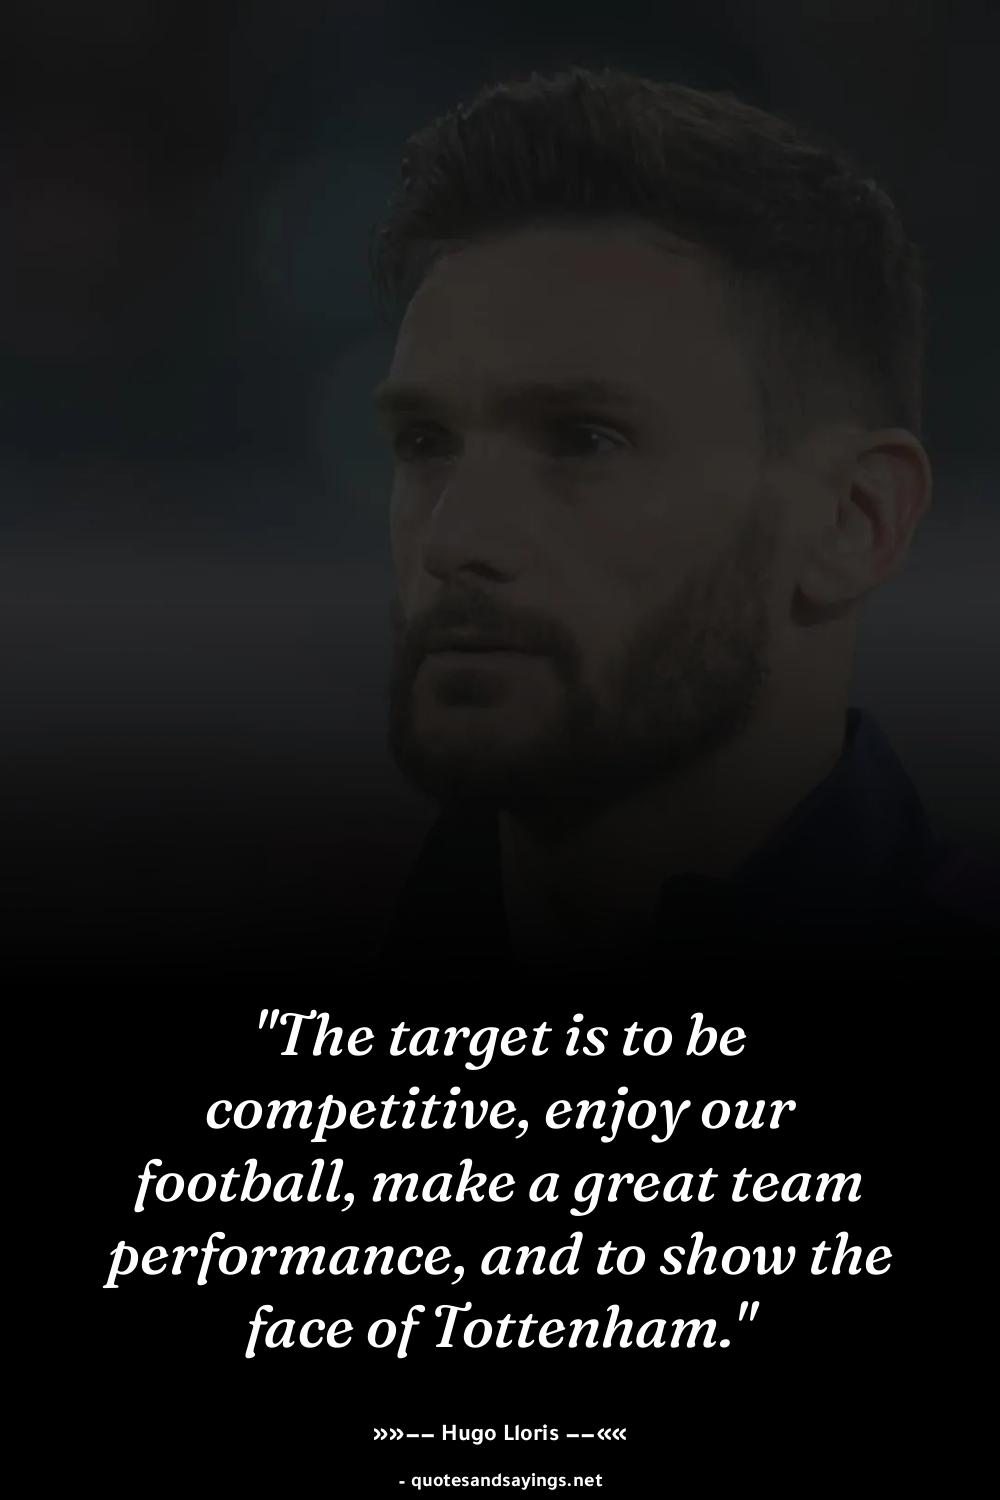 "The target is to be
competitive, enjoy our
football, make a great team
performance, and to show the
face of Tottenham."
»»–– Hugo Lloris ––««
- quotesandsayings.net